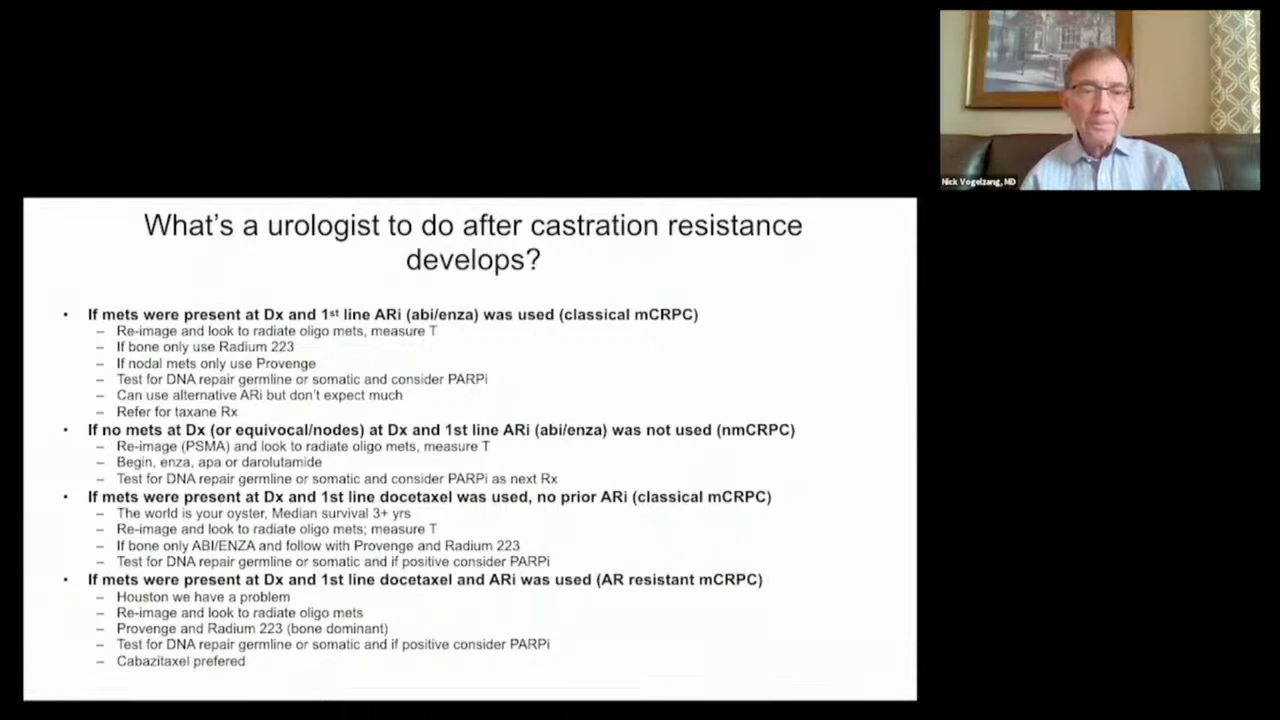 Nick Vogelzang, MD
What's a urologist to do after castration resistance
develops?
• If mets were present at Dx and 1st line ARi (abi/enza) was used (classical mCRPC)
– Re-image and look to radiate oligo mets, measure T
– If bone only use Radium 223
– If nodal mets only use Provenge
– Test for DNA repair germline or somatic and consider PARPi
– Can use alternative ARi but don't expect much
– Refer for taxane Rx
• If no mets at Dx (or equivocal/nodes) at Dx and 1st line ARi (abi/enza) was not used (nmCRPC)
– Re-image (PSMA) and look to radiate oligo mets, measure T
– Begin, enza, apa or darolutamide
– Test for DNA repair germline or somatic and consider PARPi as next Rx
• If mets were present at Dx and 1st line docetaxel was used, no prior ARi (classical mCRPC)
– The world is your oyster, Median survival 3+ yrs
– Re-image and look to radiate oligo mets; measure T
– If bone only ABI/ENZA and follow with Provenge and Radium 223
– Test for DNA repair germline or somatic and if positive consider PARPi
• If mets were present at Dx and 1st line docetaxel and ARi was used (AR resistant mCRPC)
– Houston we have a problem
– Re-image and look to radiate oligo mets
– Provenge and Radium 223 (bone dominant)
– Test for DNA repair germline or somatic and if positive consider PARPi
– Cabazitaxel prefered